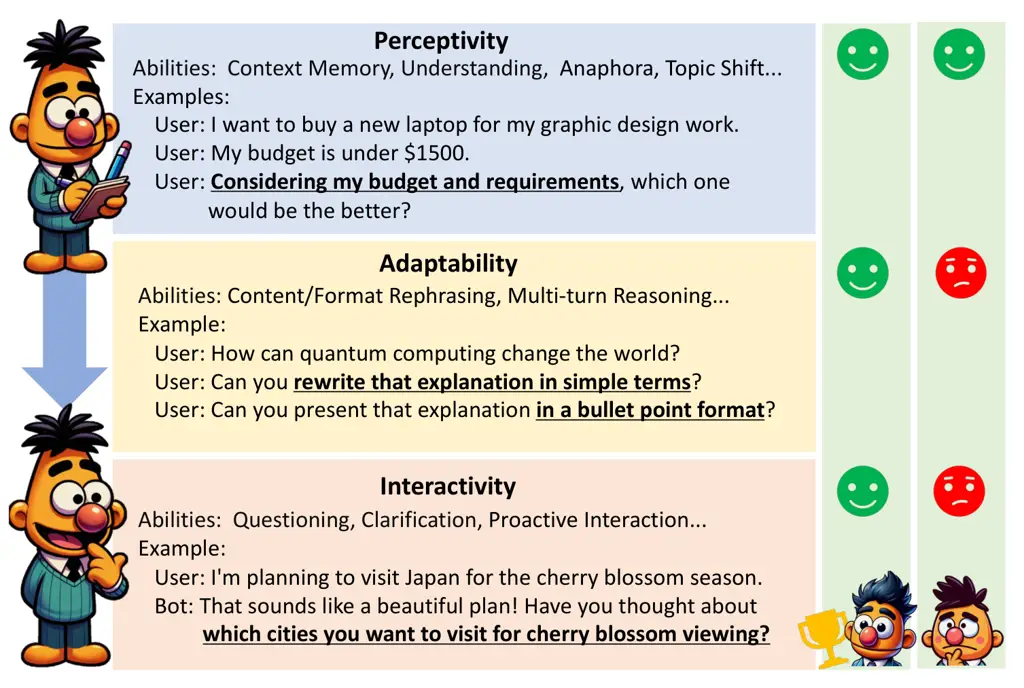 Perceptivity
Abilities:  Context Memory, Understanding,  Anaphora, Topic Shift...
Examples:
User: I want to buy a new laptop for my graphic design work.
User: My budget is under $1500.
User: Considering my budget and requirements, which one
would be the better?
Adaptability
Abilities: Content/Format Rephrasing, Multi-turn Reasoning...
Example:
User: How can quantum computing change the world?
User: Can you rewrite that explanation in simple terms?
User: Can you present that explanation in a bullet point format?
Interactivity
Abilities:  Questioning, Clarification, Proactive Interaction...
Example:
User: I'm planning to visit Japan for the cherry blossom season.
Bot: That sounds like a beautiful plan! Have you thought about
which cities you want to visit for cherry blossom viewing?